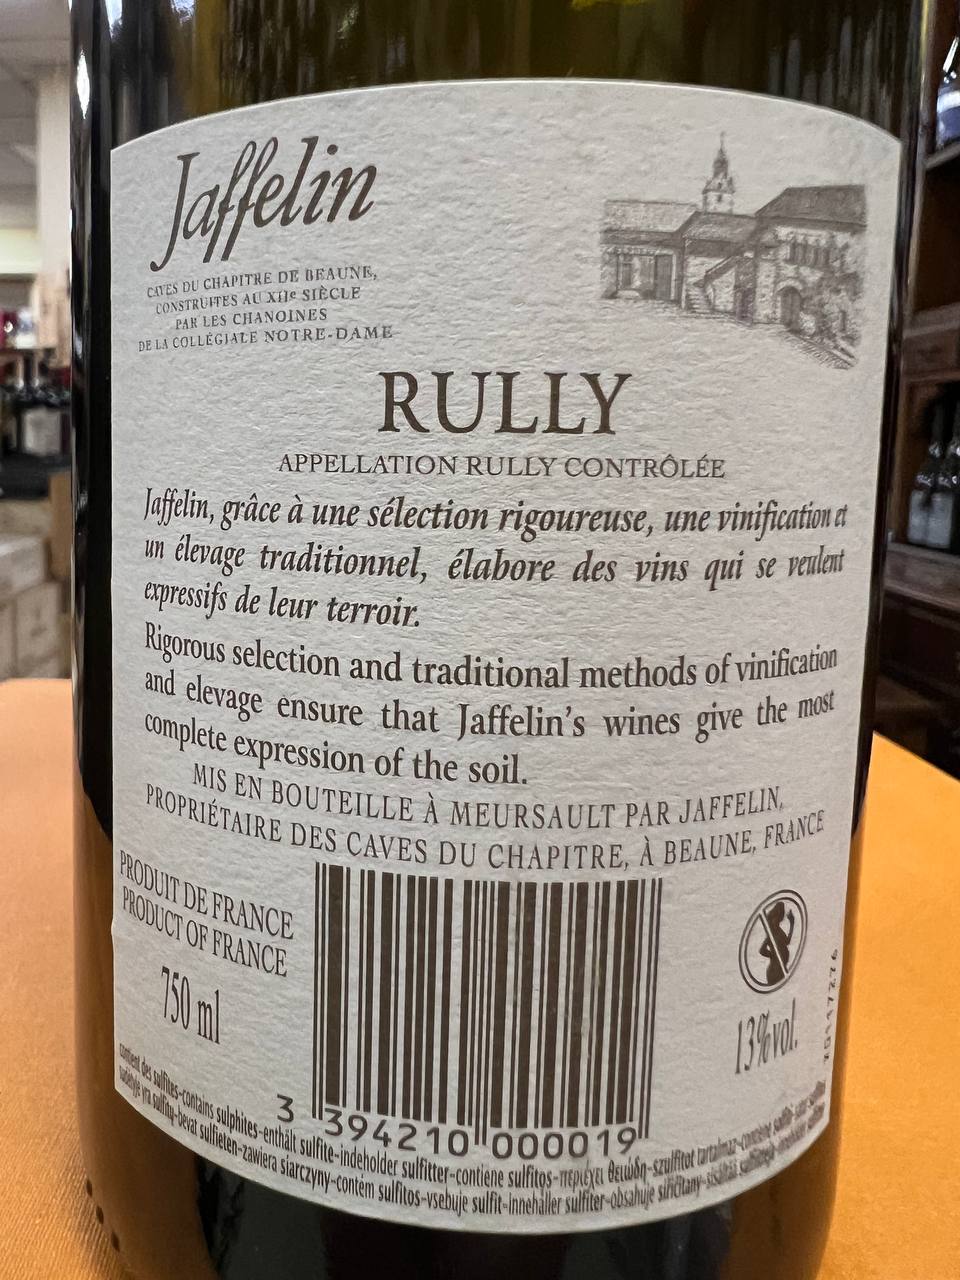 Jaffelin
CAVES DU CHAPITRE DE BEAUNE,
CONSTRUITES AU XIIe SIÈCLE
PAR LES CHANOINES
DE LA COLLÉGIALE NOTRE-DAME
RULLY
APPELLATION RULLY CONTRÔLÉE
Jaffelin, grâce à une sélection rigoureuse, une vinification et
un élevage traditionnel, élabore des vins qui se veulent
expressifs de leur terroir.
Rigorous selection and traditional methods of vinification
and elevage ensure that Jaffelin's wines give the most
complete expression of the soil.
MIS EN BOUTEILLE À MEURSAULT PAR JAFFELIN,
PROPRIÉTAIRE DES CAVES DU CHAPITRE, À BEAUNE, FRANCE
PRODUIT DE FRANCE
PRODUCT OF FRANCE
750 ml
13%vol.
3 394210 000019
contient des sulfites-contains sulphites-enthält sulfite-indeholder sulfitter-contiene sulfitos-περιέχει θειώδη-szulfitot tartalmaz-contiene
vra sulfity-bevat sulfieten-zawiera siarczyny-contém sulfitos-vsebuje sulfit-innehåller sulfiter-obsahuje siřičitany